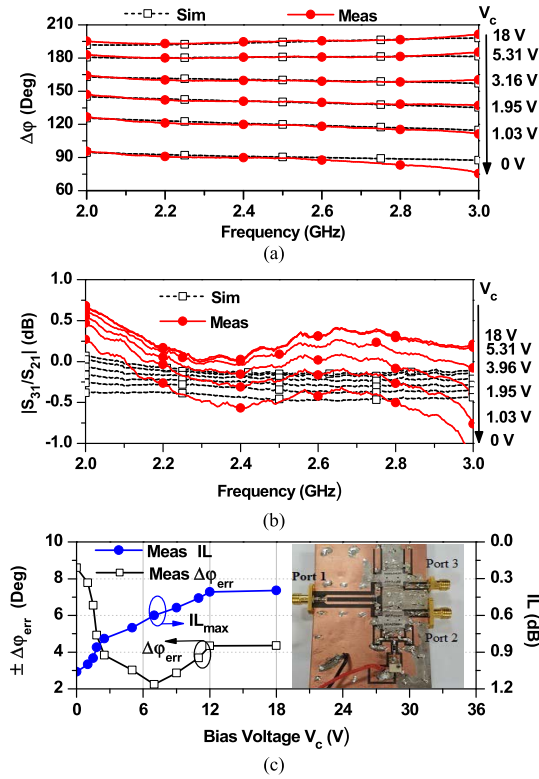 Sim Meas V_c
210
180
150
120
90
60
Δφ (Deg)
18 V
5.31 V
3.16 V
1.95 V
1.03 V
0 V
2.0 2.2 2.4 2.6 2.8 3.0
Frequency (GHz)
(a)
Sim
Meas
V_c
1.0
0.5
0.0
-0.5
-1.0
|S31/S21| (dB)
18 V
5.31 V
3.96 V
1.95 V
1.03 V
0 V
2.0 2.2 2.4 2.6 2.8 3.0
Frequency (GHz)
(b)
Meas IL
Meas Δφerr
10
8
6
4
2
± Δφerr (Deg)
ILmax
Δφerr
Port 1
Port 3
Port 2
0.0
0.3
0.6
0.9
1.2
IL (dB)
0 6 12 18 24 30 36
Bias Voltage Vc (V)
(c)